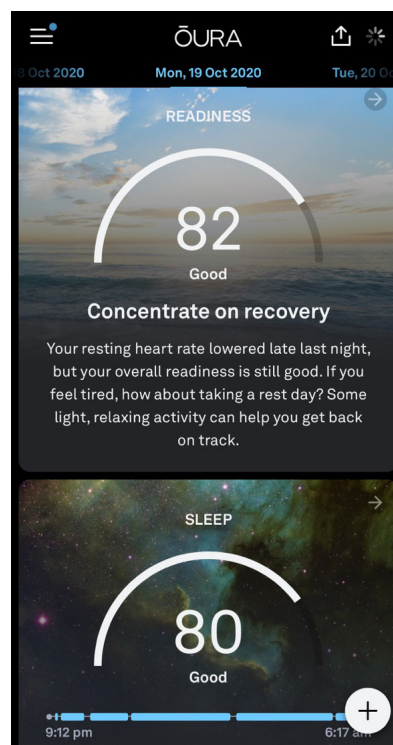 ŌURA
8 Oct 2020
Mon, 19 Oct 2020
Tue, 20 Oc
READINESS
82
Good
Concentrate on recovery
Your resting heart rate lowered late last night,
but your overall readiness is still good. If you
feel tired, how about taking a rest day? Some
light, relaxing activity can help you get back
on track.
SLEEP
80
Good
9:12 pm
6:17 am